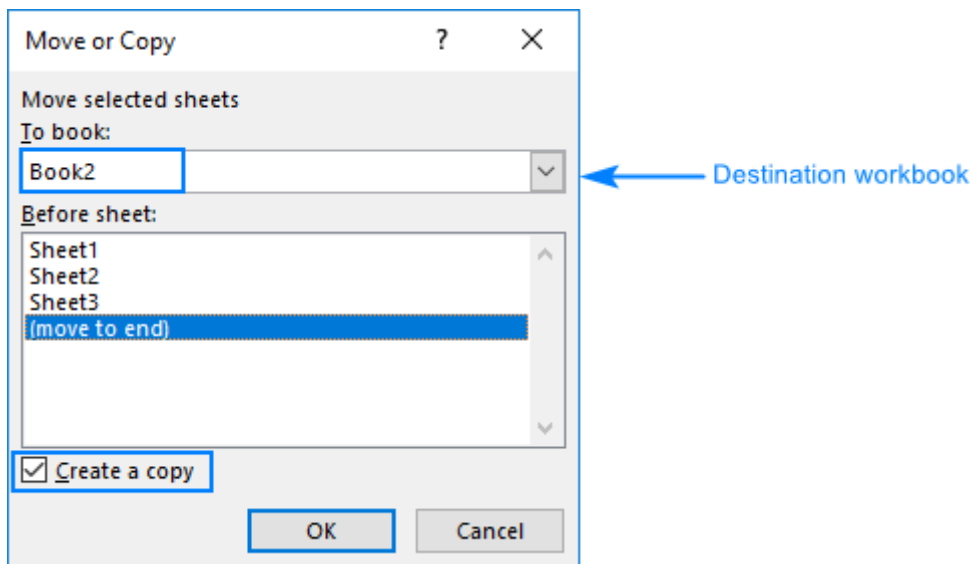 Move or Copy ?
Move selected sheets
To book:
Book2
Destination workbook
Before sheet:
Sheet1
Sheet2
Sheet3
(move to end)
Create a copy
OK Cancel